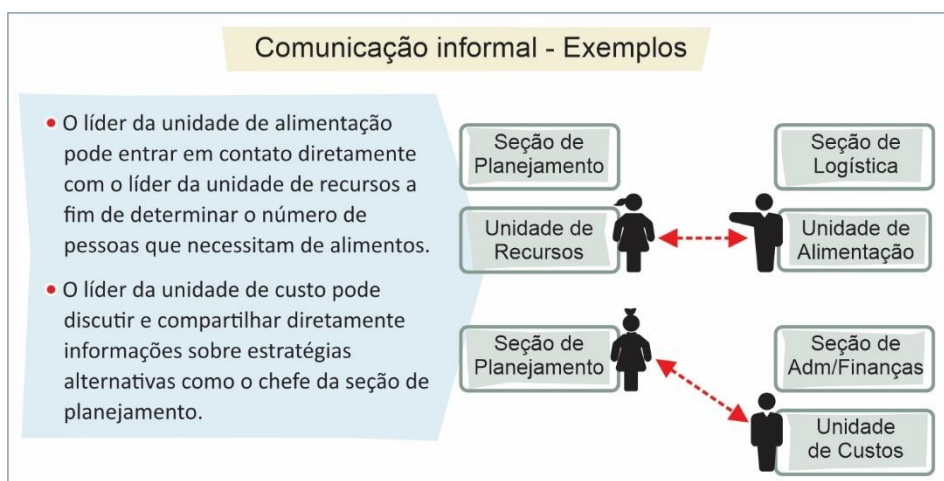 Comunicação informal - Exemplos
• O líder da unidade de alimentação
pode entrar em contato diretamente
com o líder da unidade de recursos a
fim de determinar o número de
pessoas que necessitam de alimentos.
• O líder da unidade de custo pode
discutir e compartilhar diretamente
informações sobre estratégias
alternativas como o chefe da seção de
planejamento.
Seção de
Planejamento
Seção de
Logística
Unidade de
Recursos
Unidade de
Alimentação
Seção de
Planejamento
Seção de
Adm/Finanças
Unidade
de Custos